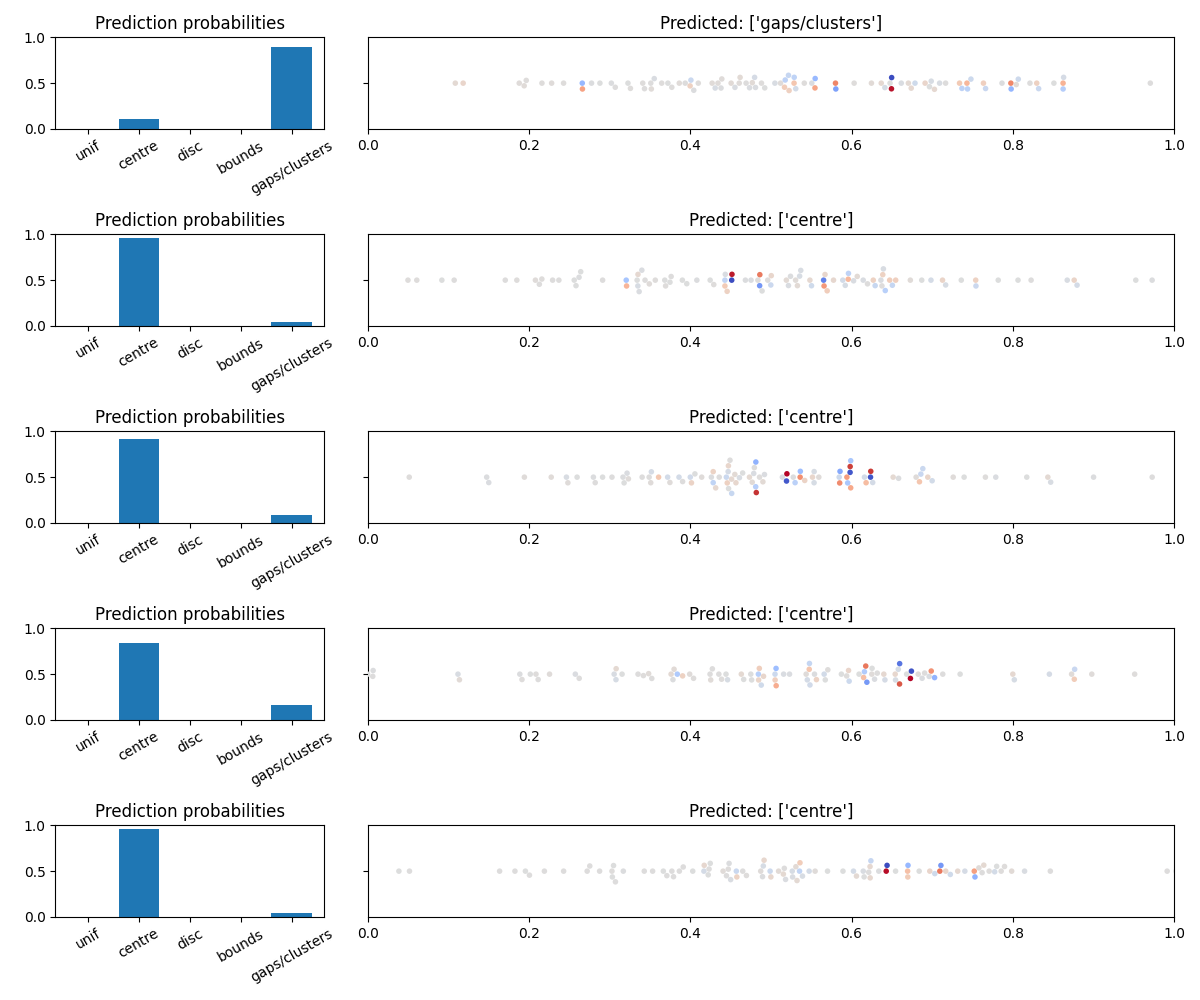 Prediction probabilities
Predicted: ['gaps/clusters']
1.0
0.5
0.0
unif
centre
disc
bounds
gaps/clusters
0.0 0.2 0.4 0.6 0.8 1.0
Prediction probabilities
Predicted: ['centre']
1.0
0.5
0.0
unif
centre
disc
bounds
gaps/clusters
0.0 0.2 0.4 0.6 0.8 1.0
Prediction probabilities
Predicted: ['centre']
1.0
0.5
0.0
unif
centre
disc
bounds
gaps/clusters
0.0 0.2 0.4 0.6 0.8 1.0
Prediction probabilities
Predicted: ['centre']
1.0
0.5
0.0
unif
centre
disc
bounds
gaps/clusters
0.0 0.2 0.4 0.6 0.8 1.0
Prediction probabilities
Predicted: ['centre']
1.0
0.5
0.0
unif
centre
disc
bounds
gaps/clusters
0.0 0.2 0.4 0.6 0.8 1.0